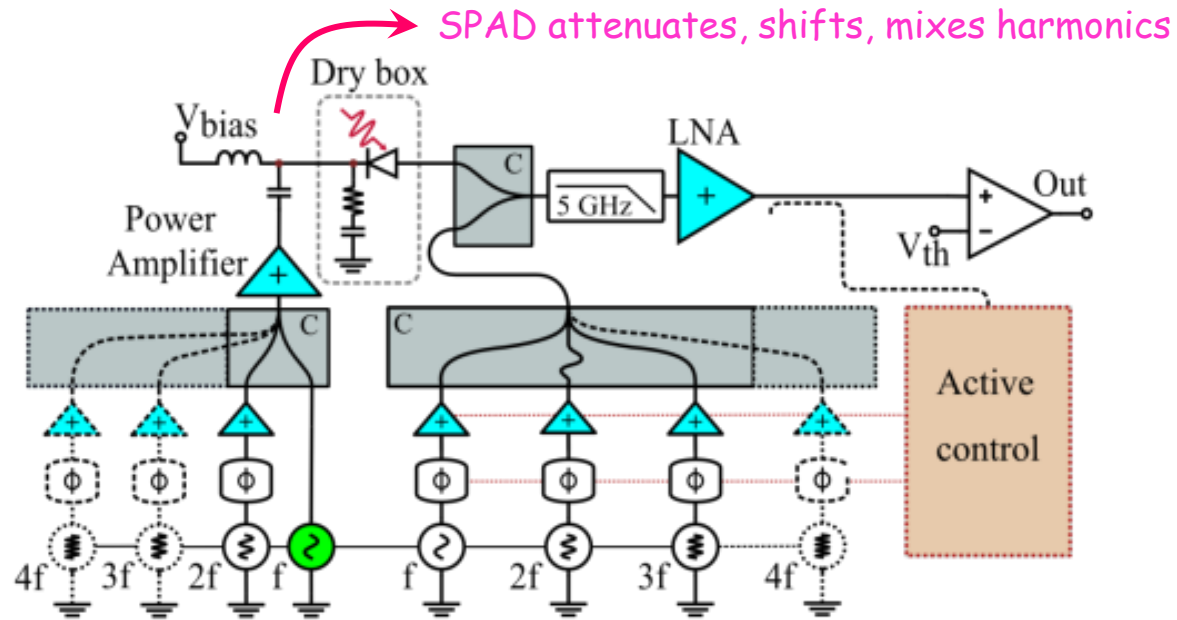 SPAD attenuates, shifts, mixes harmonics
Dry box
Vbias
LNA
C
5 GHz
+
+
−
Out
Vth
Power
Amplifier
+
C
C
Active
control
+
+
+
+
+
+
+
ϕ
ϕ
ϕ
ϕ
ϕ
ϕ
ϕ
4f
3f
2f
f
f
2f
3f
4f